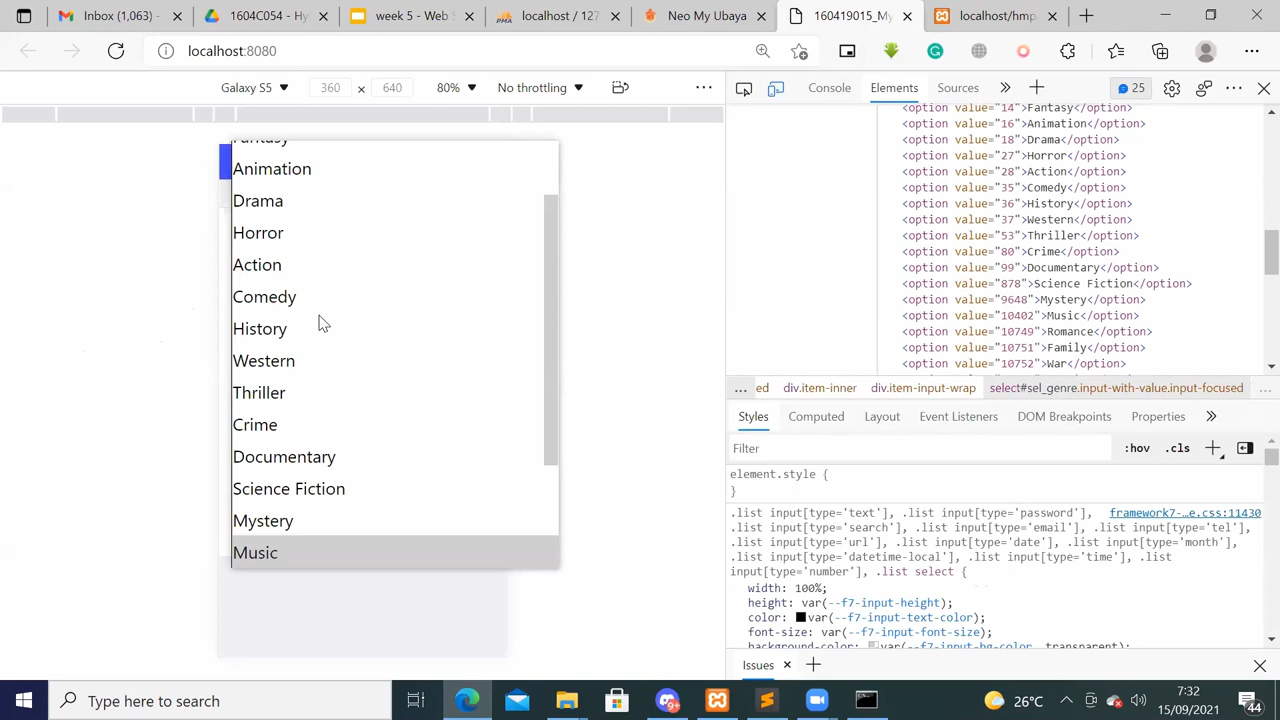 Inbox (1,063) -
160419054 - Hy
week 5 - Web S
localhost / 127
Neo My Ubaya
160419015_My
localhost/hmp
localhost:8080
Galaxy S5
360
×
640
80%
No throttling
Console
Elements
Sources
25
Fantasy
Animation
Drama
Horror
Action
Comedy
History
Western
Thriller
Crime
Documentary
Science Fiction
Mystery
Music
<option value="14">Fantasy</option>
<option value="16">Animation</option>
<option value="18">Drama</option>
<option value="27">Horror</option>
<option value="28">Action</option>
<option value="35">Comedy</option>
<option value="36">History</option>
<option value="37">Western</option>
<option value="53">Thriller</option>
<option value="80">Crime</option>
<option value="99">Documentary</option>
<option value="878">Science Fiction</option>
<option value="9648">Mystery</option>
<option value="10402">Music</option>
<option value="10749">Romance</option>
<option value="10751">Family</option>
<option value="10752">War</option>
... ed div.item-inner div.item-input-wrap select#sel_genre.input-with-value.input-focused ...
Styles Computed Layout Event Listeners DOM Breakpoints Properties
Filter
:hov .cls
element.style {
}
.list input[type='text'], .list input[type='password'], framework7-…e.css:11430
.list input[type='search'], .list input[type='email'], .list input[type='tel'],
.list input[type='url'], .list input[type='date'], .list input[type='month'],
.list input[type='datetime-local'], .list input[type='time'], .list
input[type='number'], .list select {
width: 100%;
height: var(--f7-input-height);
color: var(--f7-input-text-color);
font-size: var(--f7-input-font-size);
background-color: var(--f7-input-bg-color, transparent);
Issues
Type here to search
26°C
7:32
15/09/2021
44